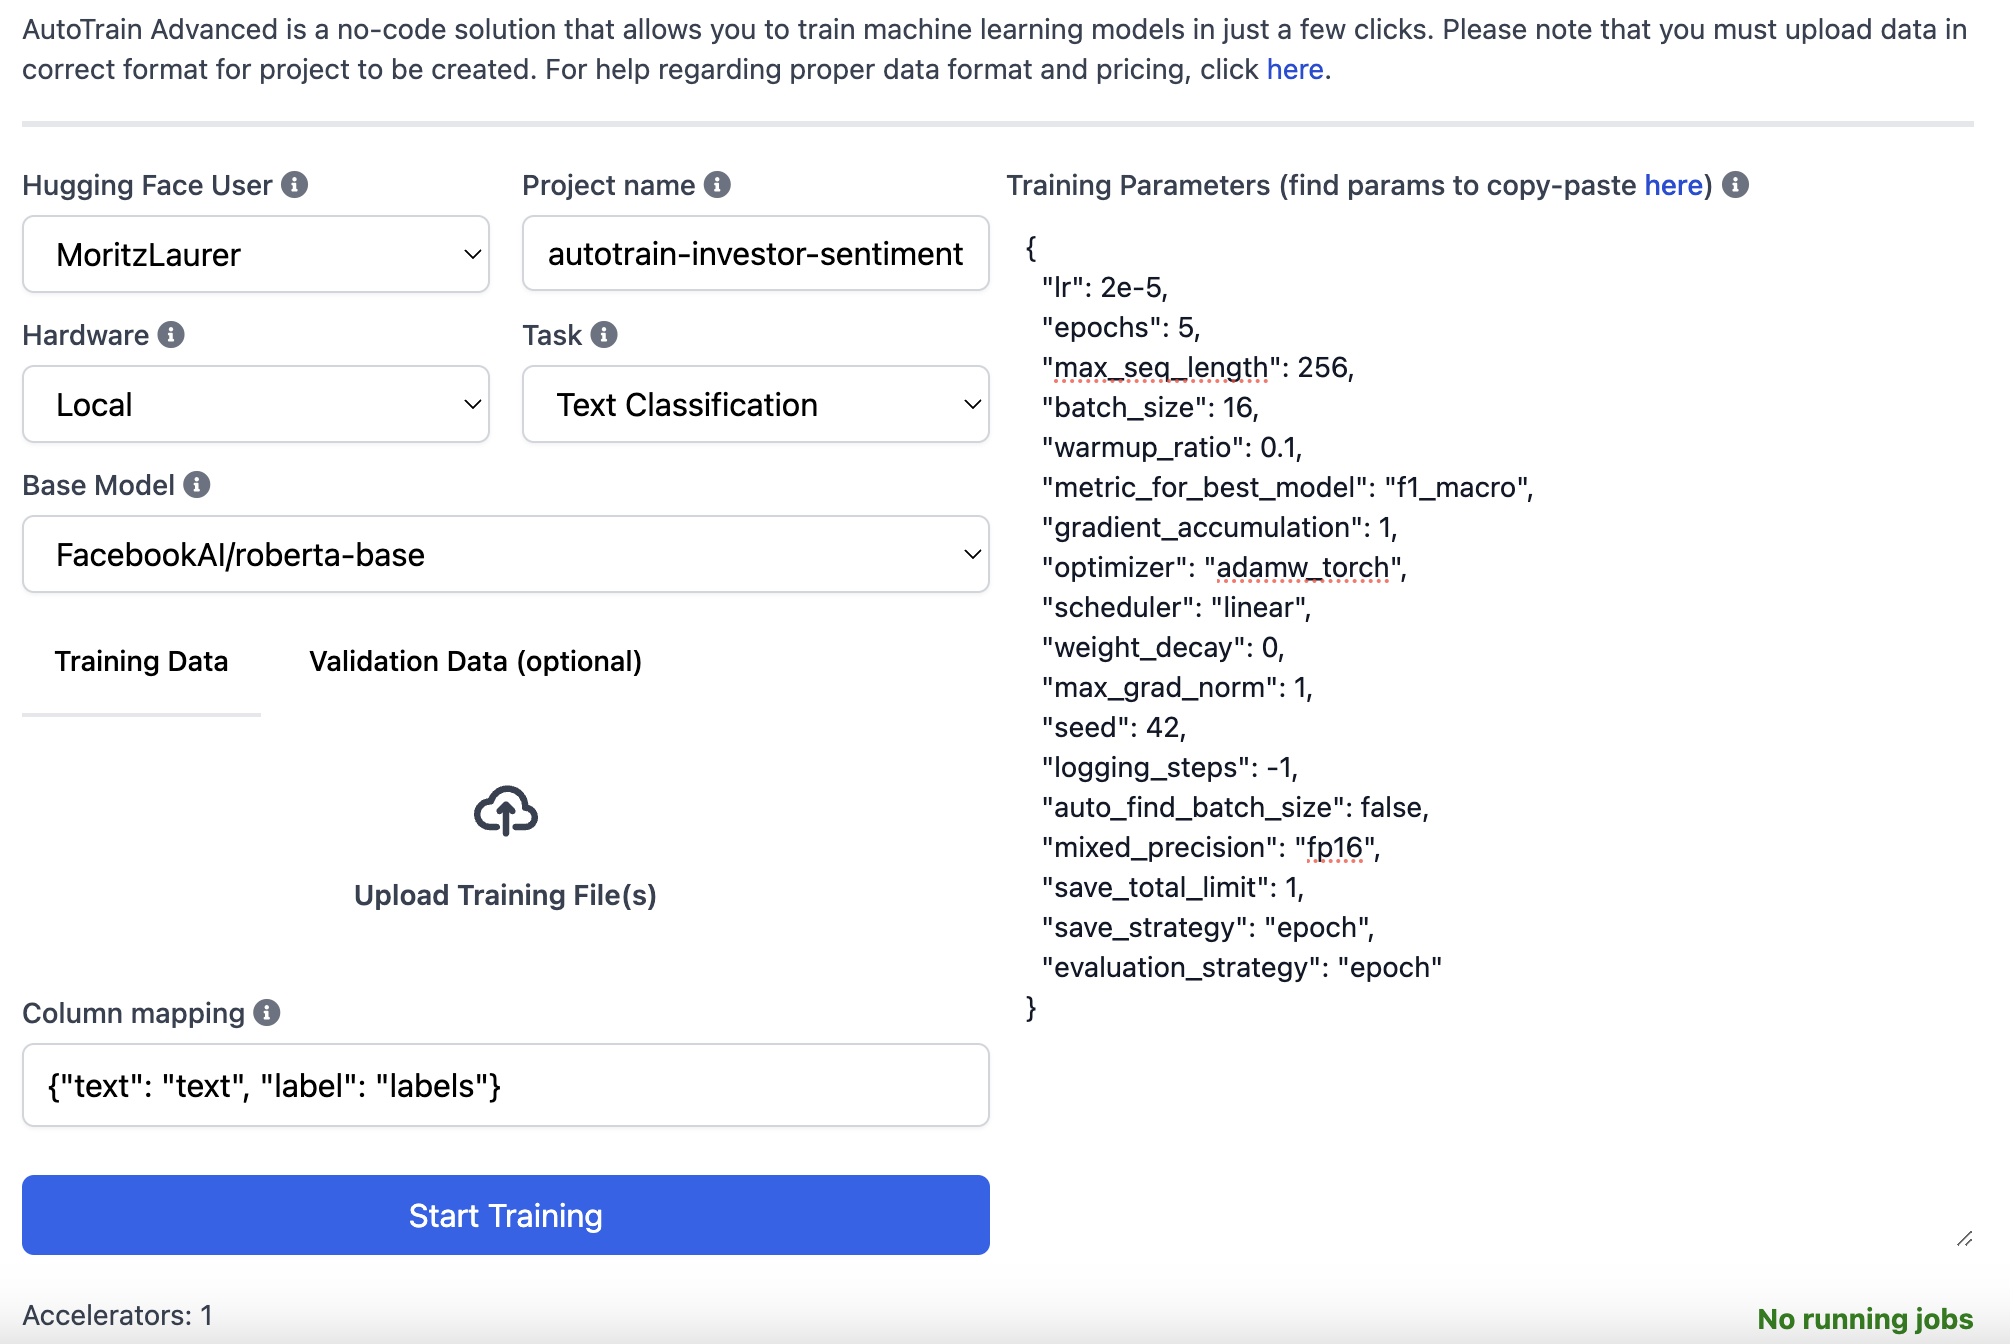 AutoTrain Advanced is a no-code solution that allows you to train machine learning models in just a few clicks. Please note that you must upload data in
correct format for project to be created. For help regarding proper data format and pricing, click here.
Hugging Face User
MoritzLaurer
Project name
autotrain-investor-sentiment
Hardware
Local
Task
Text Classification
Base Model
FacebookAI/roberta-base
Training Data
Validation Data (optional)
Upload Training File(s)
Column mapping
{"text": "text", "label": "labels"}
Start Training
Accelerators: 1
Training Parameters (find params to copy-paste here)
{
"lr": 2e-5,
"epochs": 5,
"max_seq_length": 256,
"batch_size": 16,
"warmup_ratio": 0.1,
"metric_for_best_model": "f1_macro",
"gradient_accumulation": 1,
"optimizer": "adamw_torch",
"scheduler": "linear",
"weight_decay": 0,
"max_grad_norm": 1,
"seed": 42,
"logging_steps": -1,
"auto_find_batch_size": false,
"mixed_precision": "fp16",
"save_total_limit": 1,
"save_strategy": "epoch",
"evaluation_strategy": "epoch"
}
No running jobs